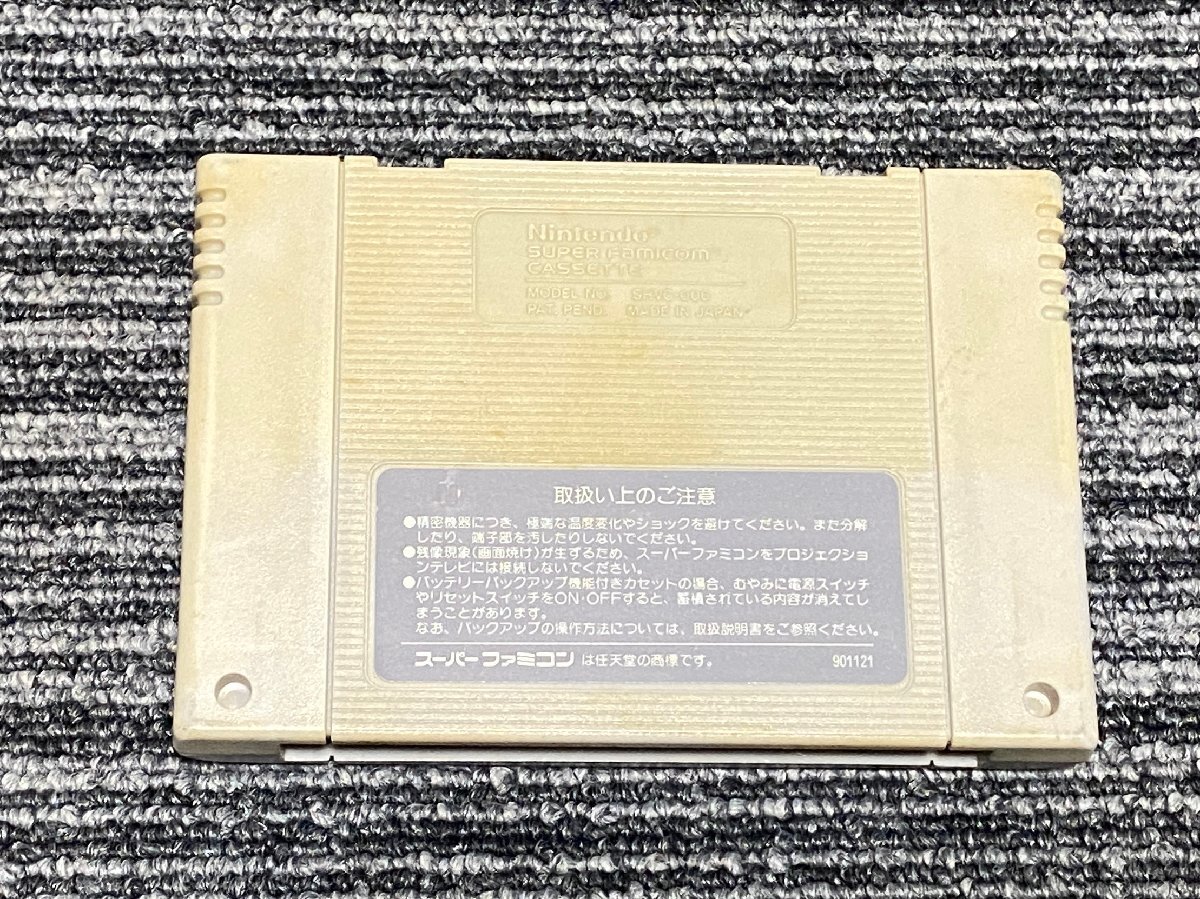 Nintendo
SUPER FAMICOM
CASSETTE
MODEL NO. SHVC-006
PAT. PEND. MADE IN JAPAN
取扱い上のご注意
●精密機器につき、極端な温度変化やショックを避けてください。また分解
したり、端子部を汚したりしないでください。
●残像現象(画面焼け)が生ずるため、スーパーファミコンをプロジェクショ
ンテレビには接続しないでください。
●バッテリーバックアップ機能付きカセットの場合、むやみに電源スイッチ
やリセットスイッチをON・OFFすると、蓄積されている内容が消えてし
まうことがあります。
なお、バックアップの操作方法については、取扱説明書をご参照ください。
スーパーファミコン は任天堂の商標です。 901121